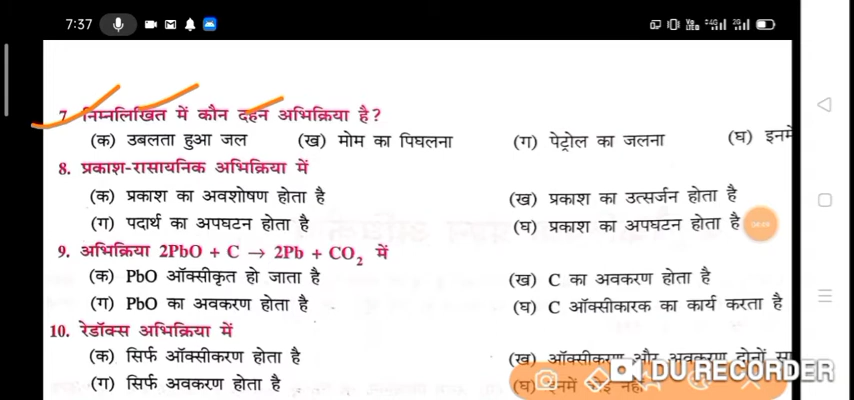 7:37
7. निम्नलिखित में कौन दहन अभिक्रिया है?
(क) उबलता हुआ जल (ख) मोम का पिघलना (ग) पेट्रोल का जलना (घ) इनमें
8. प्रकाश-रासायनिक अभिक्रिया में
(क) प्रकाश का अवशोषण होता है (ख) प्रकाश का उत्सर्जन होता है
(ग) पदार्थ का अपघटन होता है (घ) प्रकाश का अपघटन होता है
9. अभिक्रिया 2PbO + C → 2Pb + CO₂ में
(क) PbO ऑक्सीकृत हो जाता है (ख) C का अवकरण होता है
(ग) PbO का अवकरण होता है (घ) C ऑक्सीकारक का कार्य करता है
10. रेडॉक्स अभिक्रिया में
(क) सिर्फ ऑक्सीकरण होता है (ख) ऑक्सीकरण और अवकरण दोनों
(ग) सिर्फ अवकरण होता है (घ) इनमें कोई नहीं
DU RECORDER